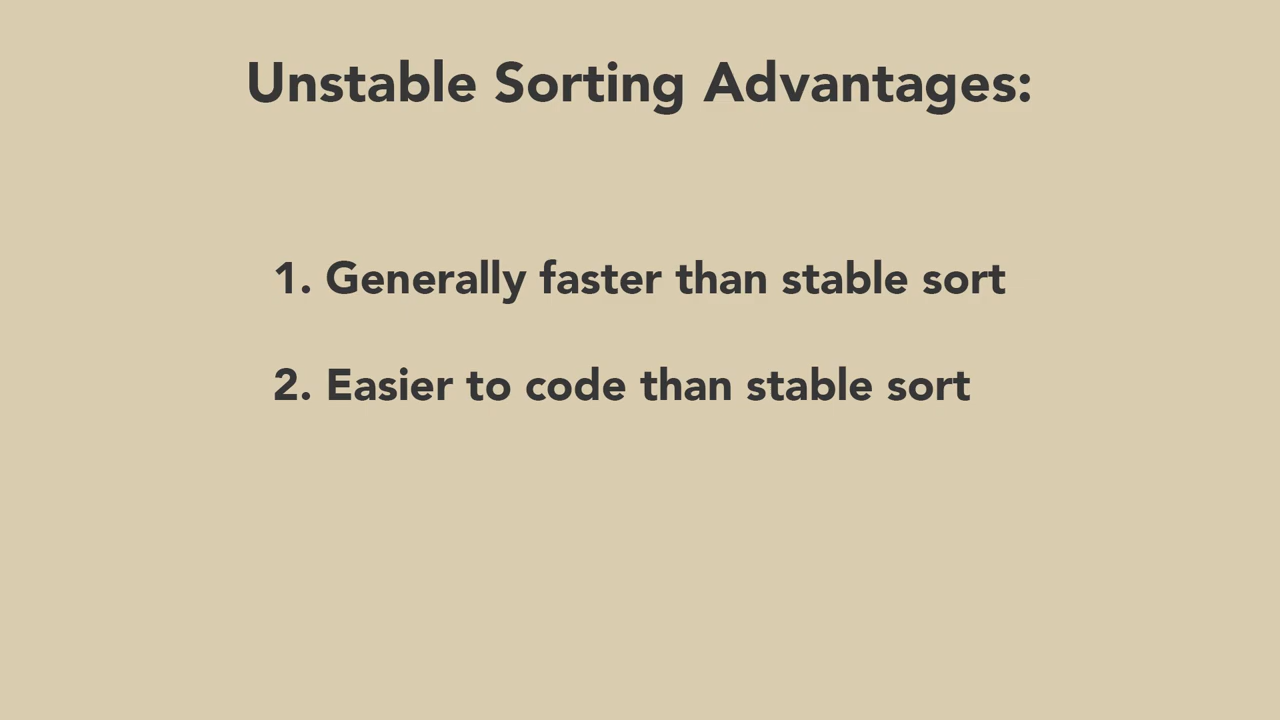 Unstable Sorting Advantages:
1. Generally faster than stable sort
2. Easier to code than stable sort